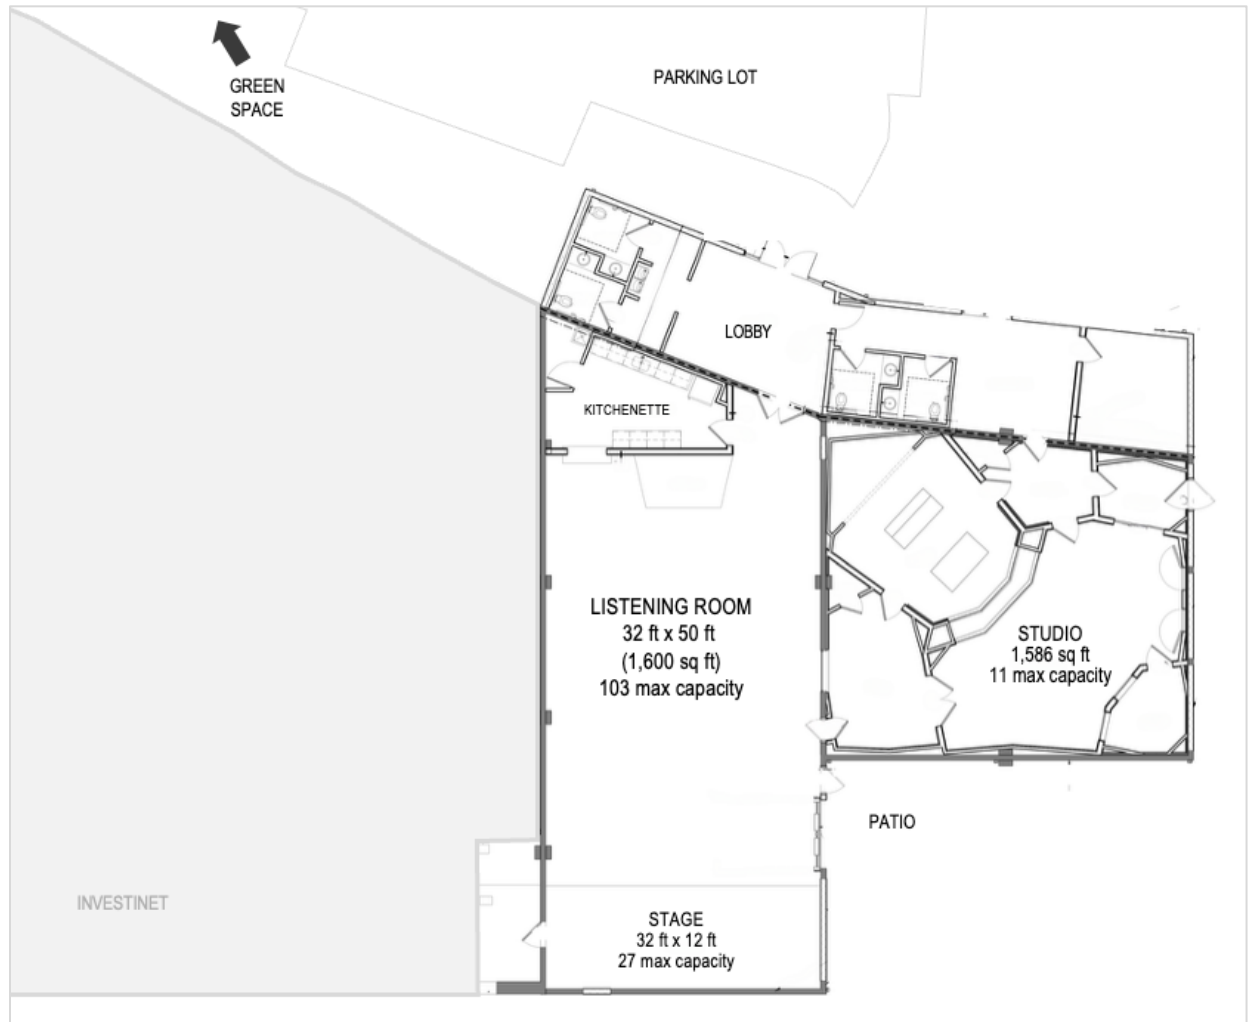 GREEN
SPACE
PARKING LOT
LOBBY
KITCHENETTE
LISTENING ROOM
32 ft x 50 ft
(1,600 sq ft)
103 max capacity
STUDIO
1,586 sq ft
11 max capacity
PATIO
INVESTINET
STAGE
32 ft x 12 ft
27 max capacity